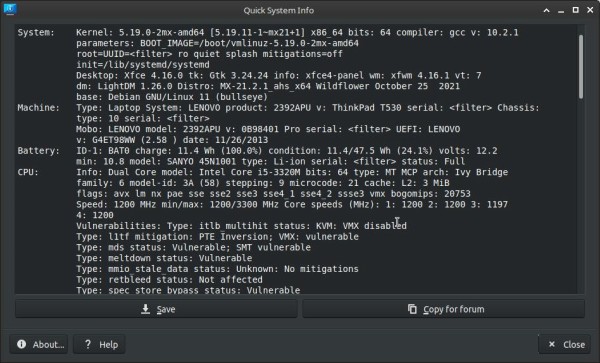 Quick System Info
System: Kernel: 5.19.0-2mx-amd64 [5.19.11-1~mx21+1] x86_64 bits: 64 compiler: gcc v: 10.2.1
parameters: BOOT_IMAGE=/boot/vmlinuz-5.19.0-2mx-amd64
root=UUID=<filter> ro quiet splash mitigations=off
init=/lib/systemd/systemd
Desktop: Xfce 4.16.0 tk: Gtk 3.24.24 info: xfce4-panel wm: xfwm 4.16.1 vt: 7
dm: LightDM 1.26.0 Distro: MX-21.2.1_ahs_x64 Wildflower October 25  2021
base: Debian GNU/Linux 11 (bullseye)
Machine: Type: Laptop System: LENOVO product: 2392APU v: ThinkPad T530 serial: <filter> Chassis:
type: 10 serial: <filter>
Mobo: LENOVO model: 2392APU v: 0B98401 Pro serial: <filter> UEFI: LENOVO
v: G4ET98WW (2.58 ) date: 11/26/2013
Battery: ID-1: BAT0 charge: 11.4 Wh (100.0%) condition: 11.4/47.5 Wh (24.1%) volts: 12.2
min: 10.8 model: SANYO 45N1001 type: Li-ion serial: <filter> status: Full
CPU: Info: Dual Core model: Intel Core i5-3320M bits: 64 type: MT MCP arch: Ivy Bridge
family: 6 model-id: 3A (58) stepping: 9 microcode: 21 cache: L2: 3 MiB
flags: avx lm nx pae sse sse2 sse3 sse4_1 sse4_2 ssse3 vmx bogomips: 20753
Speed: 1200 MHz min/max: 1200/3300 MHz Core speeds (MHz): 1: 1200 2: 1200 3: 1197
4: 1200
Vulnerabilities: Type: itlb_multihit status: KVM: VMX disabled
Type: l1tf mitigation: PTE Inversion; VMX: vulnerable
Type: mds status: Vulnerable; SMT vulnerable
Type: meltdown status: Vulnerable
Type: mmio_stale_data status: Unknown: No mitigations
Type: retbleed status: Not affected
Type: spec_store_bypass status: Vulnerable
Save
Copy for forum
About...
? Help
Close